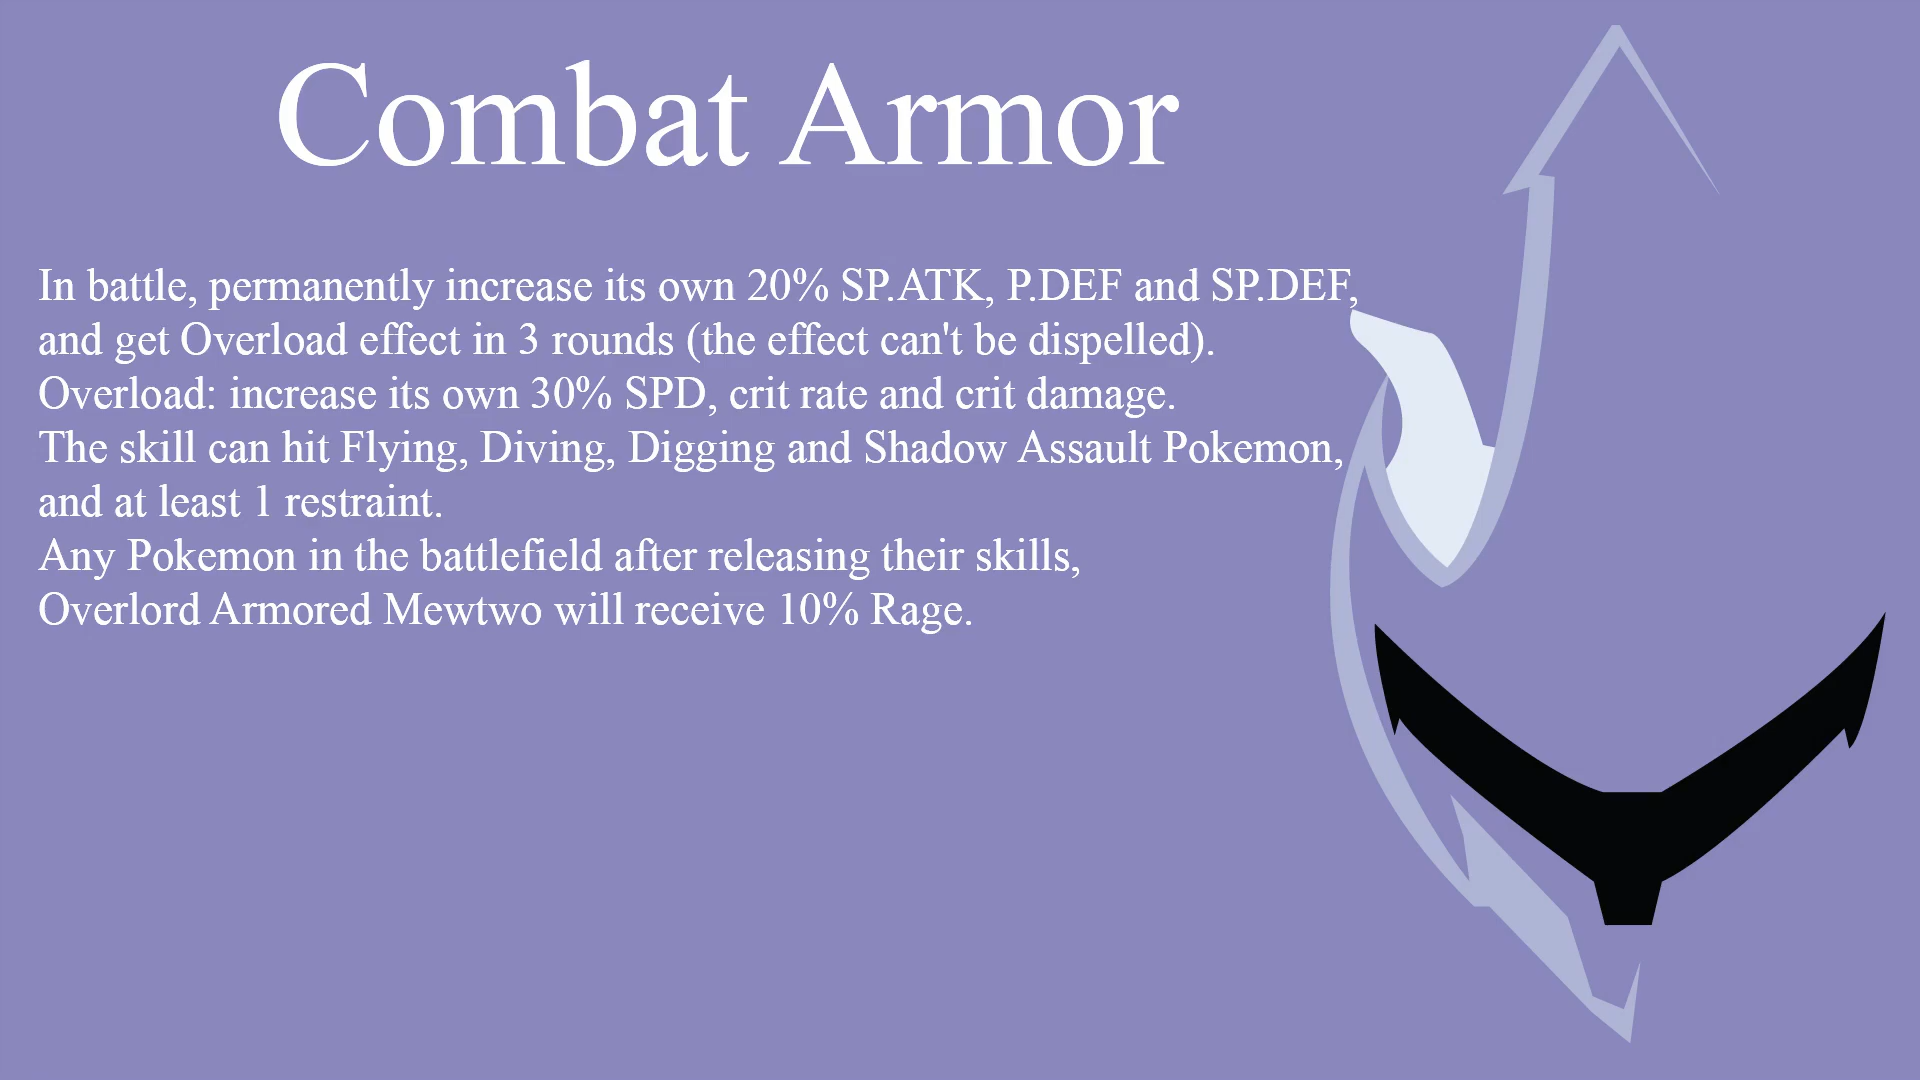 Combat Armor
In battle, permanently increase its own 20% SP.ATK, P.DEF and SP.DEF,
and get Overload effect in 3 rounds (the effect can't be dispelled).
Overload: increase its own 30% SPD, crit rate and crit damage.
The skill can hit Flying, Diving, Digging and Shadow Assault Pokemon,
and at least 1 restraint.
Any Pokemon in the battlefield after releasing their skills,
Overlord Armored Mewtwo will receive 10% Rage.